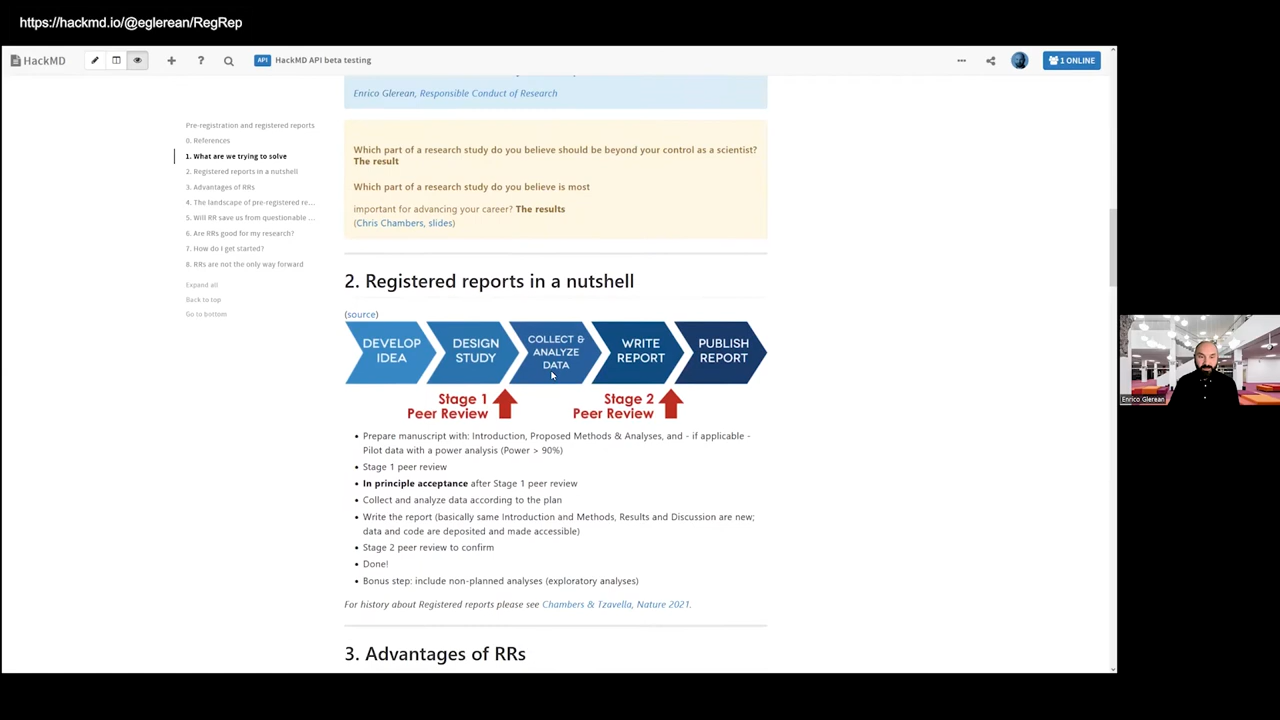 https://hackmd.io/@eglerean/RegRep
HackMD
API HackMD API beta testing
1 ONLINE
Pre-registration and registered reports
0. References
1. What are we trying to solve
2. Registered reports in a nutshell
3. Advantages of RRs
4. The landscape of pre-registered re...
5. Will RR save us from questionable ...
6. Are RRs good for my research?
7. How do I get started?
8. RRs are not the only way forward
Expand all
Back to top
Go to bottom
Enrico Glerean, Responsible Conduct of Research
Which part of a research study do you believe should be beyond your control as a scientist?
The result
Which part of a research study do you believe is most
important for advancing your career? The results
(Chris Chambers, slides)
2. Registered reports in a nutshell
(source)
DEVELOP
IDEA
DESIGN
STUDY
COLLECT &
ANALYZE
DATA
WRITE
REPORT
PUBLISH
REPORT
Stage 1
Peer Review
Stage 2
Peer Review
• Prepare manuscript with: Introduction, Proposed Methods & Analyses, and - if applicable -
Pilot data with a power analysis (Power > 90%)
• Stage 1 peer review
• In principle acceptance after Stage 1 peer review
• Collect and analyze data according to the plan
• Write the report (basically same Introduction and Methods, Results and Discussion are new;
data and code are deposited and made accessible)
• Stage 2 peer review to confirm
• Done!
• Bonus step: include non-planned analyses (exploratory analyses)
For history about Registered reports please see Chambers & Tzavella, Nature 2021.
3. Advantages of RRs
Enrico Glerean